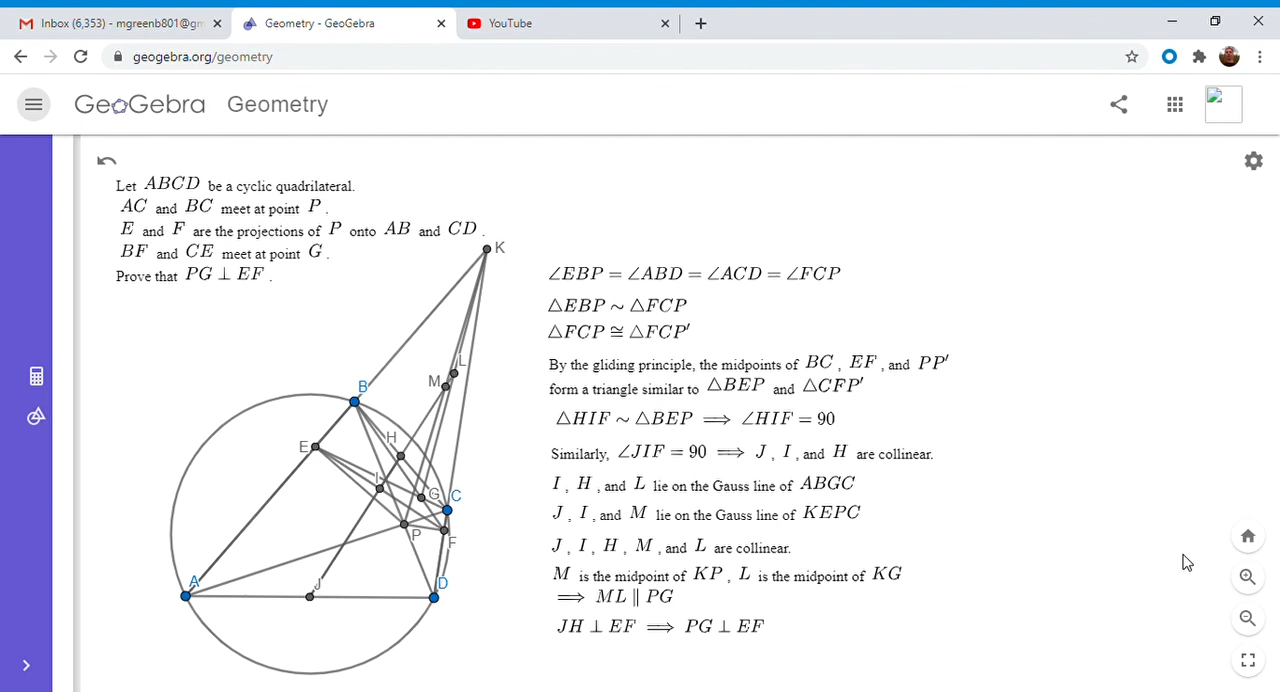 Inbox (6,353) - mgreenb801@gm
Geometry - GeoGebra
YouTube
geogebra.org/geometry
GeoGebra Geometry
Let ABCD be a cyclic quadrilateral.
AC and BC meet at point P .
E and F are the projections of P onto AB and CD .
BF and CE meet at point G .
Prove that PG ⊥ EF .
K
∠EBP = ∠ABD = ∠ACD = ∠FCP
△EBP ∼ △FCP
△FCP ≅ △FCP′
By the gliding principle, the midpoints of BC , EF , and PP′
form a triangle similar to △BEP and △CFP′
△HIF ∼ △BEP ⟹ ∠HIF = 90
Similarly, ∠JIF = 90 ⟹ J , I , and H are collinear.
I , H , and L lie on the Gauss line of ABGC
J , I , and M lie on the Gauss line of KEPC
J , I , H , M , and L are collinear.
M is the midpoint of KP , L is the midpoint of KG
⟹ ML ∥ PG
JH ⊥ EF ⟹ PG ⊥ EF
L
M
B
H
E
I
G
C
P
F
A
J
D